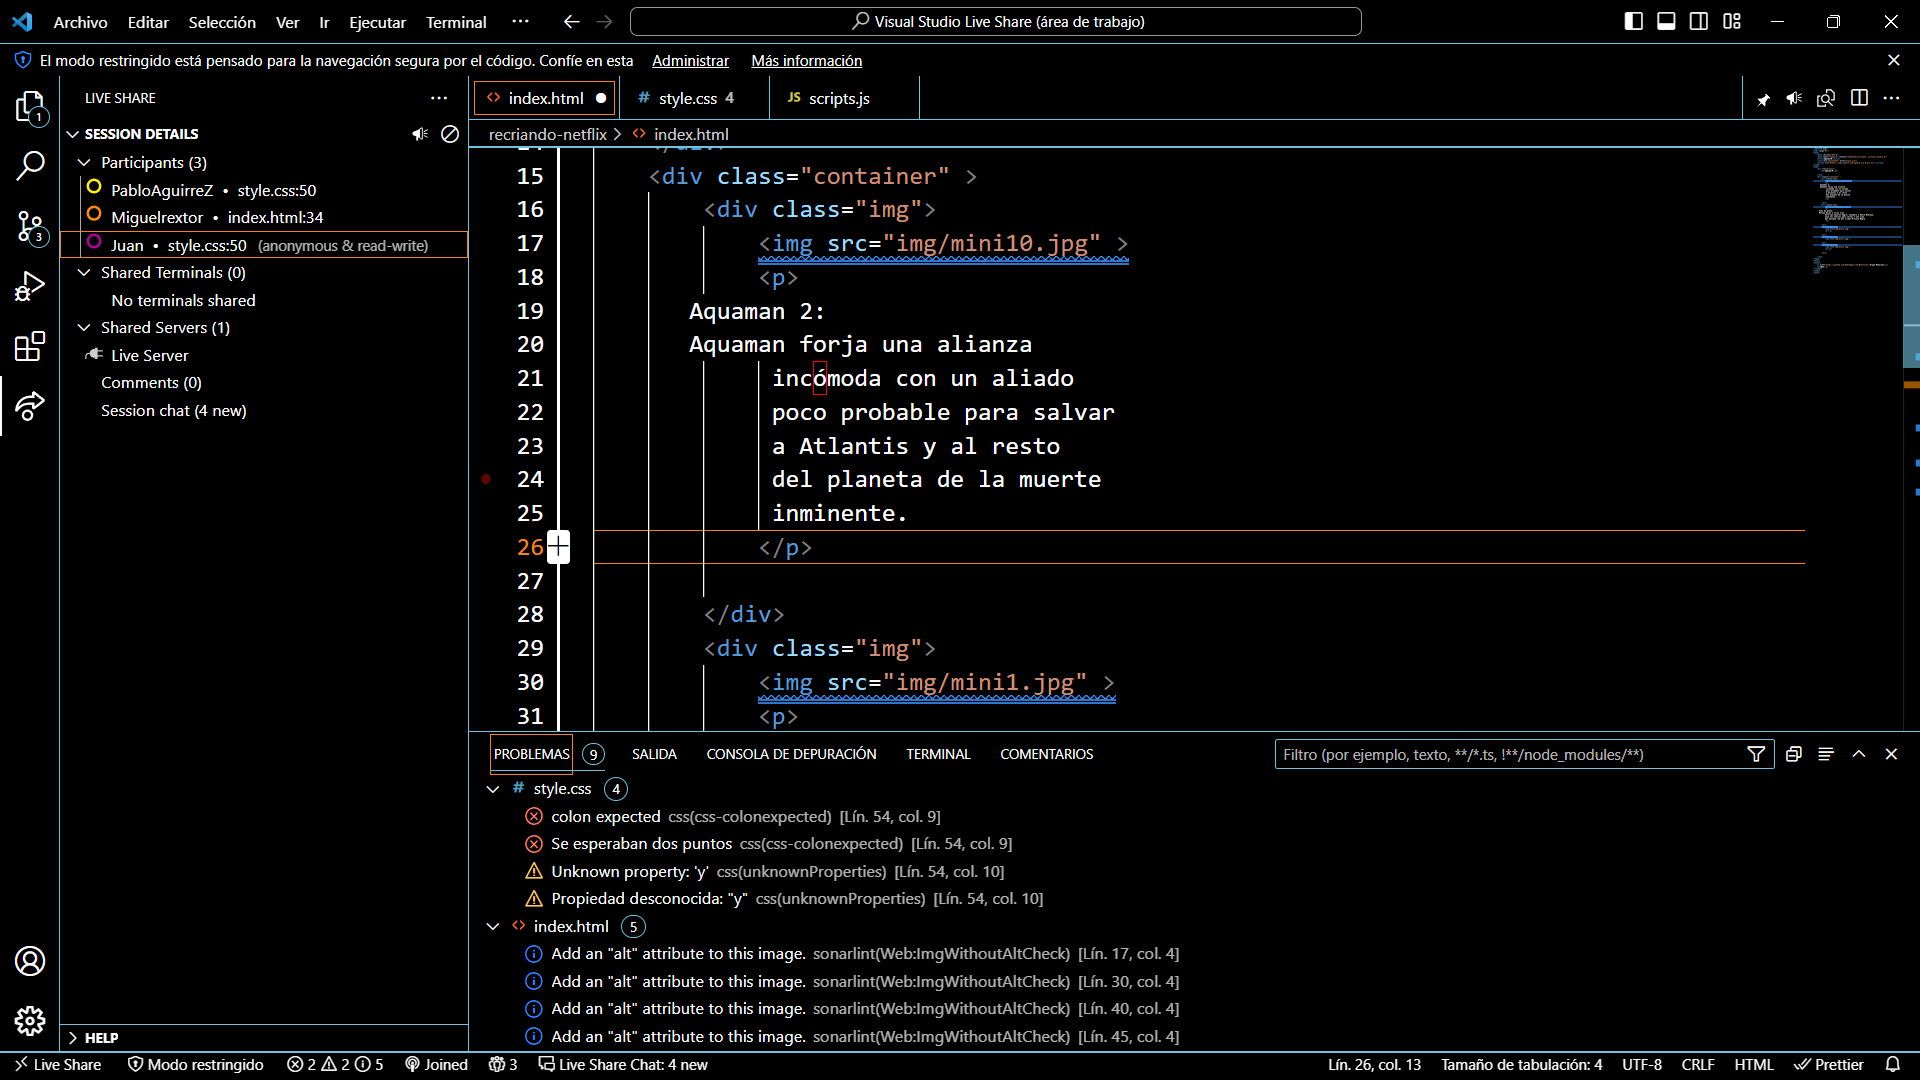 Archivo Editar Selección Ver Ir Ejecutar Terminal ··· Visual Studio Live Share (área de trabajo)
El modo restringido está pensado para la navegación segura por el código. Confíe en esta Administrar Más información
LIVE SHARE
SESSION DETAILS
Participants (3)
PabloAguirreZ • style.css:50
Miguelrextor • index.html:34
Juan • style.css:50 (anonymous & read-write)
Shared Terminals (0)
No terminals shared
Shared Servers (1)
Live Server
Comments (0)
Session chat (4 new)
HELP
1
3
<> index.html
# style.css 4
JS scripts.js
recriando-netflix > <> index.html
15 <div class="container" >
16 <div class="img">
17 <img src="img/mini10.jpg" >
18 <p>
19 Aquaman 2:
20 Aquaman forja una alianza
21 incómoda con un aliado
22 poco probable para salvar
23 a Atlantis y al resto
24 del planeta de la muerte
25 inminente.
26 </p>
27
28 </div>
29 <div class="img">
30 <img src="img/mini1.jpg" >
31 <p>
PROBLEMAS 9 SALIDA CONSOLA DE DEPURACIÓN TERMINAL COMENTARIOS Filtro (por ejemplo, texto, **/*.ts, !**/node_modules/**)
# style.css 4
colon expected css(css-colonexpected) [Lín. 54, col. 9]
Se esperaban dos puntos css(css-colonexpected) [Lín. 54, col. 9]
Unknown property: 'y' css(unknownProperties) [Lín. 54, col. 10]
Propiedad desconocida: "y" css(unknownProperties) [Lín. 54, col. 10]
<> index.html 5
Add an "alt" attribute to this image. sonarlint(Web:ImgWithoutAltCheck) [Lín. 17, col. 4]
Add an "alt" attribute to this image. sonarlint(Web:ImgWithoutAltCheck) [Lín. 30, col. 4]
Add an "alt" attribute to this image. sonarlint(Web:ImgWithoutAltCheck) [Lín. 40, col. 4]
Add an "alt" attribute to this image. sonarlint(Web:ImgWithoutAltCheck) [Lín. 45, col. 4]
Live Share Modo restringido 2 2 5 Joined 3 Live Share Chat: 4 new Lín. 26, col. 13 Tamaño de tabulación: 4 UTF-8 CRLF HTML Prettier